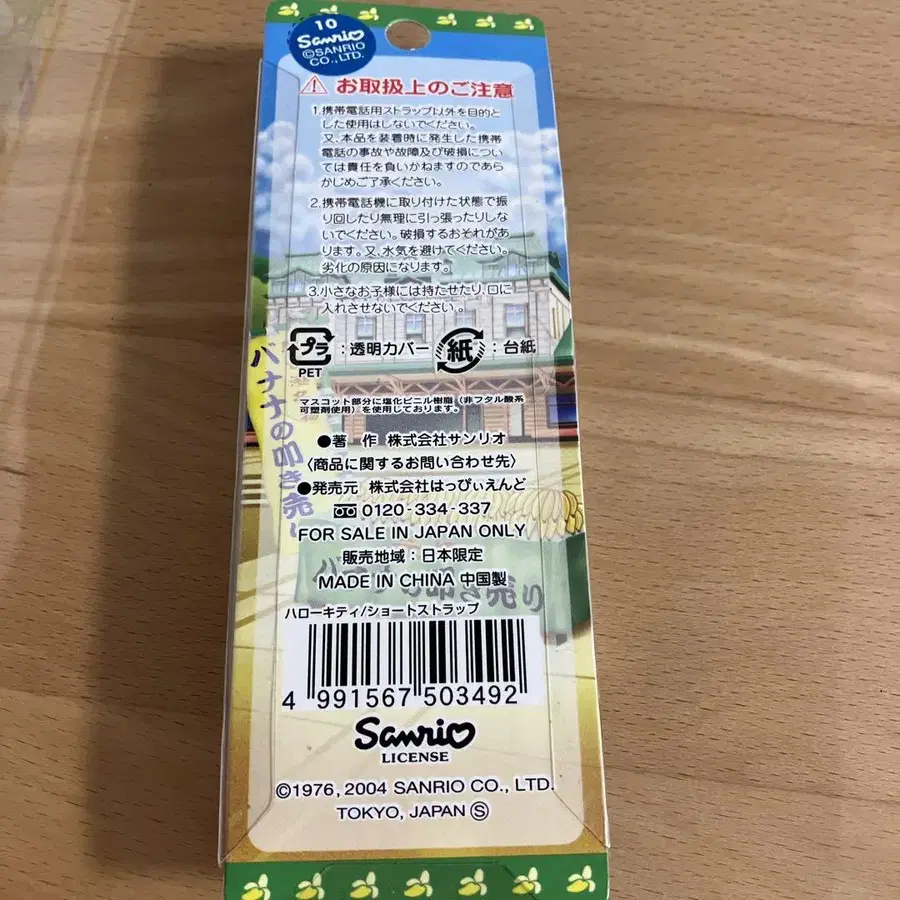 10
Sanrio
©SANRIO
CO.,LTD.
お取扱上のご注意
1.携帯電話用ストラップ以外を目的と
した使用はしないでください。
又、本品を装着時に発生した携帯
電話の事故や故障及び破損につい
ては責任を負いかねますのであら
かじめご了承ください。
2.携帯電話機に取り付けた状態で振
り回したり無理に引っ張ったりしな
いでください。破損するおそれがあ
ります。又、水気を避けてください。
劣化の原因になります。
3.小さなお子様には持たせたり、口に
入れさせないでください。
プラ
PET
:透明カバー
紙
:台紙
バナナの叩き売り
マスコット部分に塩化ビニル樹脂(非フタル酸系
可塑剤使用)を使用しております。
●著 作 株式会社サンリオ
〈商品に関するお問い合わせ先〉
●発売元 株式会社はっぴぃえんど
0120-334-337
FOR SALE IN JAPAN ONLY
販売地域:日本限定
MADE IN CHINA 中国製
バナナの叩き売り
ハローキティ/ショートストラップ
4 991567 503492
Sanrio
LICENSE
©1976, 2004 SANRIO CO., LTD.
TOKYO, JAPAN Ⓢ